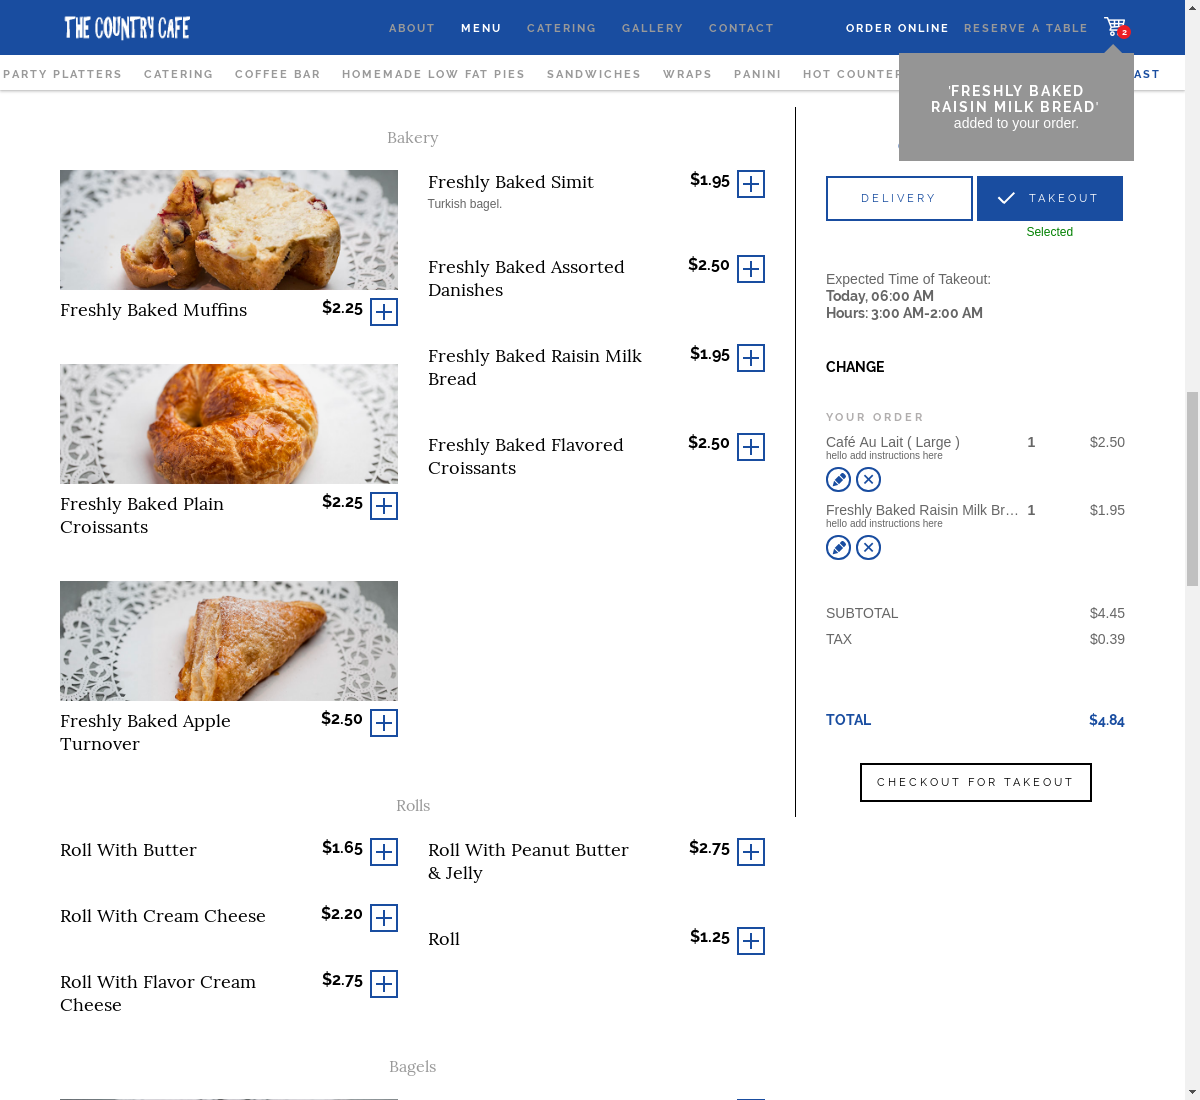 THE COUNTRY CAFE
ABOUT MENU CATERING GALLERY CONTACT ORDER ONLINE RESERVE A TABLE 2
PARTY PLATTERS CATERING COFFEE BAR HOMEMADE LOW FAT PIES SANDWICHES WRAPS PANINI HOT COUNTER
'FRESHLY BAKED
RAISIN MILK BREAD'
added to your order.
Bakery
Freshly Baked Muffins $2.25
Freshly Baked Plain
Croissants
$2.25
Freshly Baked Apple
Turnover
$2.50
Freshly Baked Simit $1.95
Turkish bagel.
Freshly Baked Assorted
Danishes
$2.50
Freshly Baked Raisin Milk
Bread
$1.95
Freshly Baked Flavored
Croissants
$2.50
Rolls
Roll With Butter $1.65
Roll With Cream Cheese $2.20
Roll With Flavor Cream
Cheese
$2.75
Roll With Peanut Butter
& Jelly
$2.75
Roll $1.25
Bagels
DELIVERY TAKEOUT
Selected
Expected Time of Takeout:
Today, 06:00 AM
Hours: 3:00 AM-2:00 AM
CHANGE
YOUR ORDER
Café Au Lait ( Large ) 1 $2.50
hello add instructions here
Freshly Baked Raisin Milk Br... 1 $1.95
hello add instructions here
SUBTOTAL $4.45
TAX $0.39
TOTAL $4.84
CHECKOUT FOR TAKEOUT